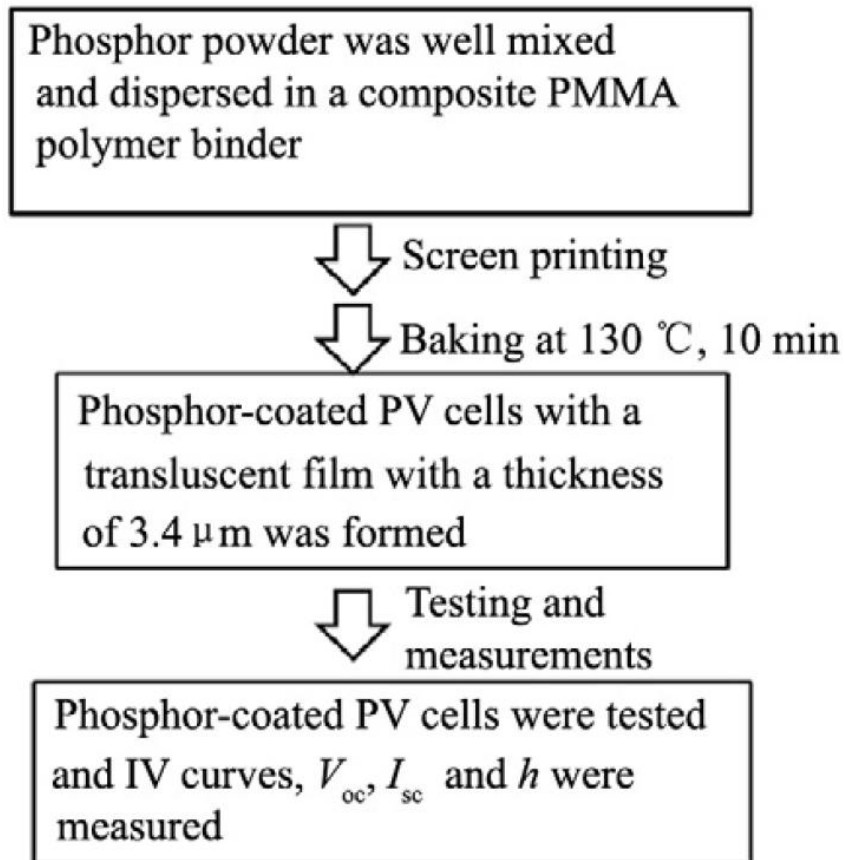 Phosphor powder was well mixed
and dispersed in a composite PMMA
polymer binder
Screen printing
Baking at 130 ℃, 10 min
Phosphor-coated PV cells with a
transluscent film with a thickness
of 3.4 μm was formed
Testing and
measurements
Phosphor-coated PV cells were tested
and IV curves, Voc, Isc and h were
measured